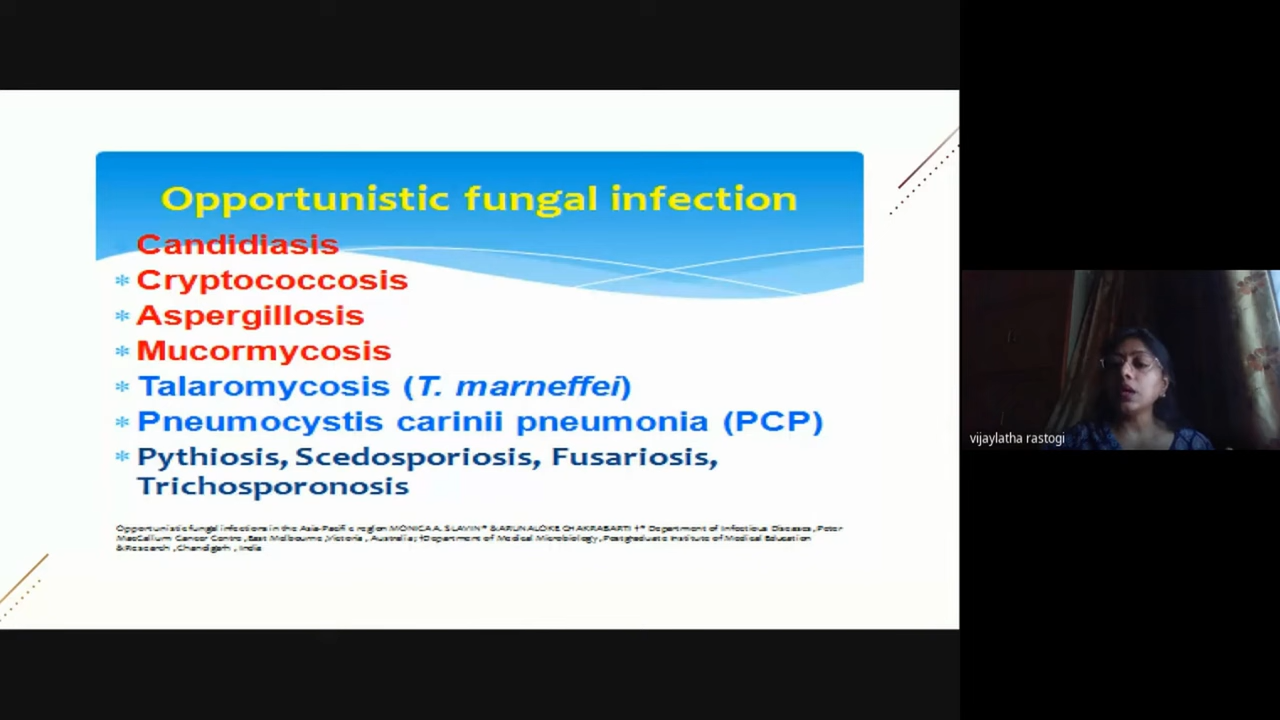 Opportunistic fungal infection
Candidiasis
* Cryptococcosis
* Aspergillosis
* Mucormycosis
* Talaromycosis (T. marneffei)
* Pneumocystis carinii pneumonia (PCP)
* Pythiosis, Scedosporiosis, Fusariosis,
Trichosporonosis
Opportunistic fungal infections in the Asia-Pacific region MONICA A. SLAVIN* & ARUNALOKE CHAKRABARTI †* Department of Infectious Diseases, Peter
MacCallum Cancer Centre, East Melbourne, Victoria, Australia; †Department of Medical Microbiology, Postgraduate Institute of Medical Education
& Research, Chandigarh, India
vijaylatha rastogi